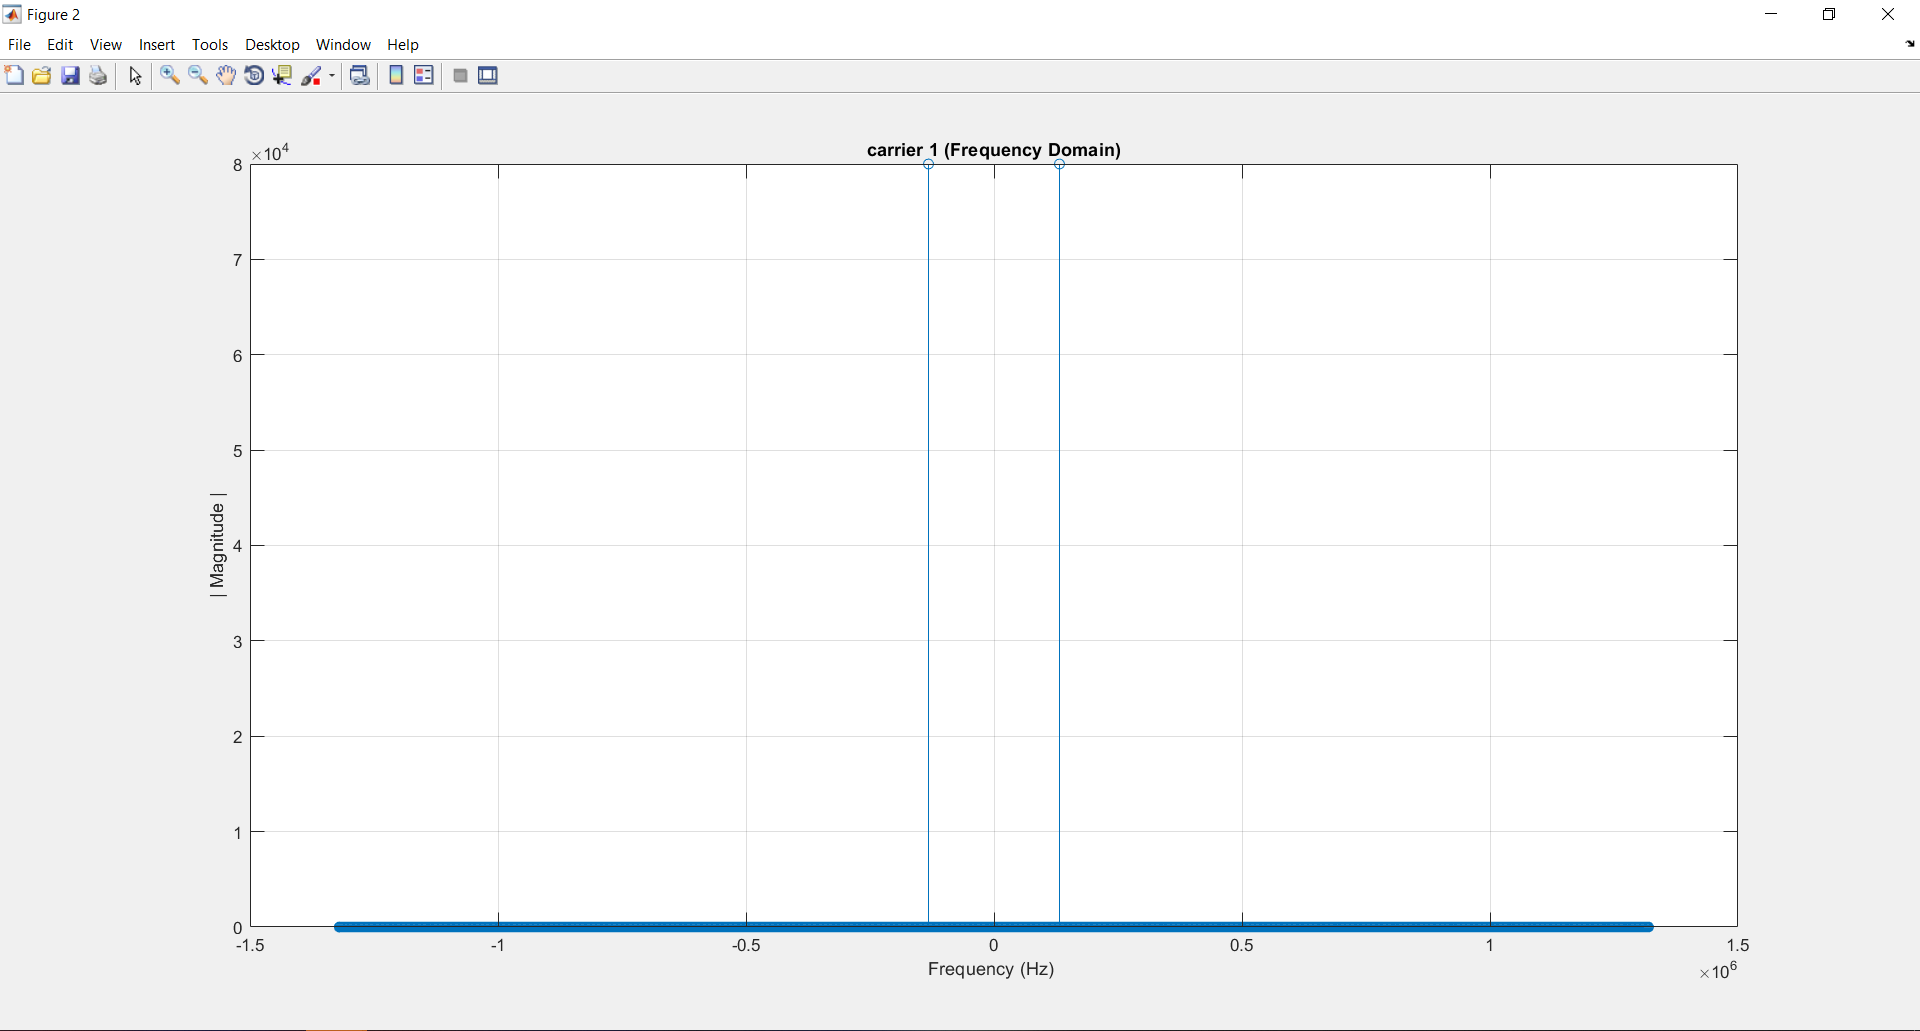 Figure 2
File Edit View Insert Tools Desktop Window Help
carrier 1 (Frequency Domain)
×10⁴
8
7
6
5
4
3
2
1
0
| Magnitude |
-1.5 -1 -0.5 0 0.5 1 1.5
Frequency (Hz)
×10⁶